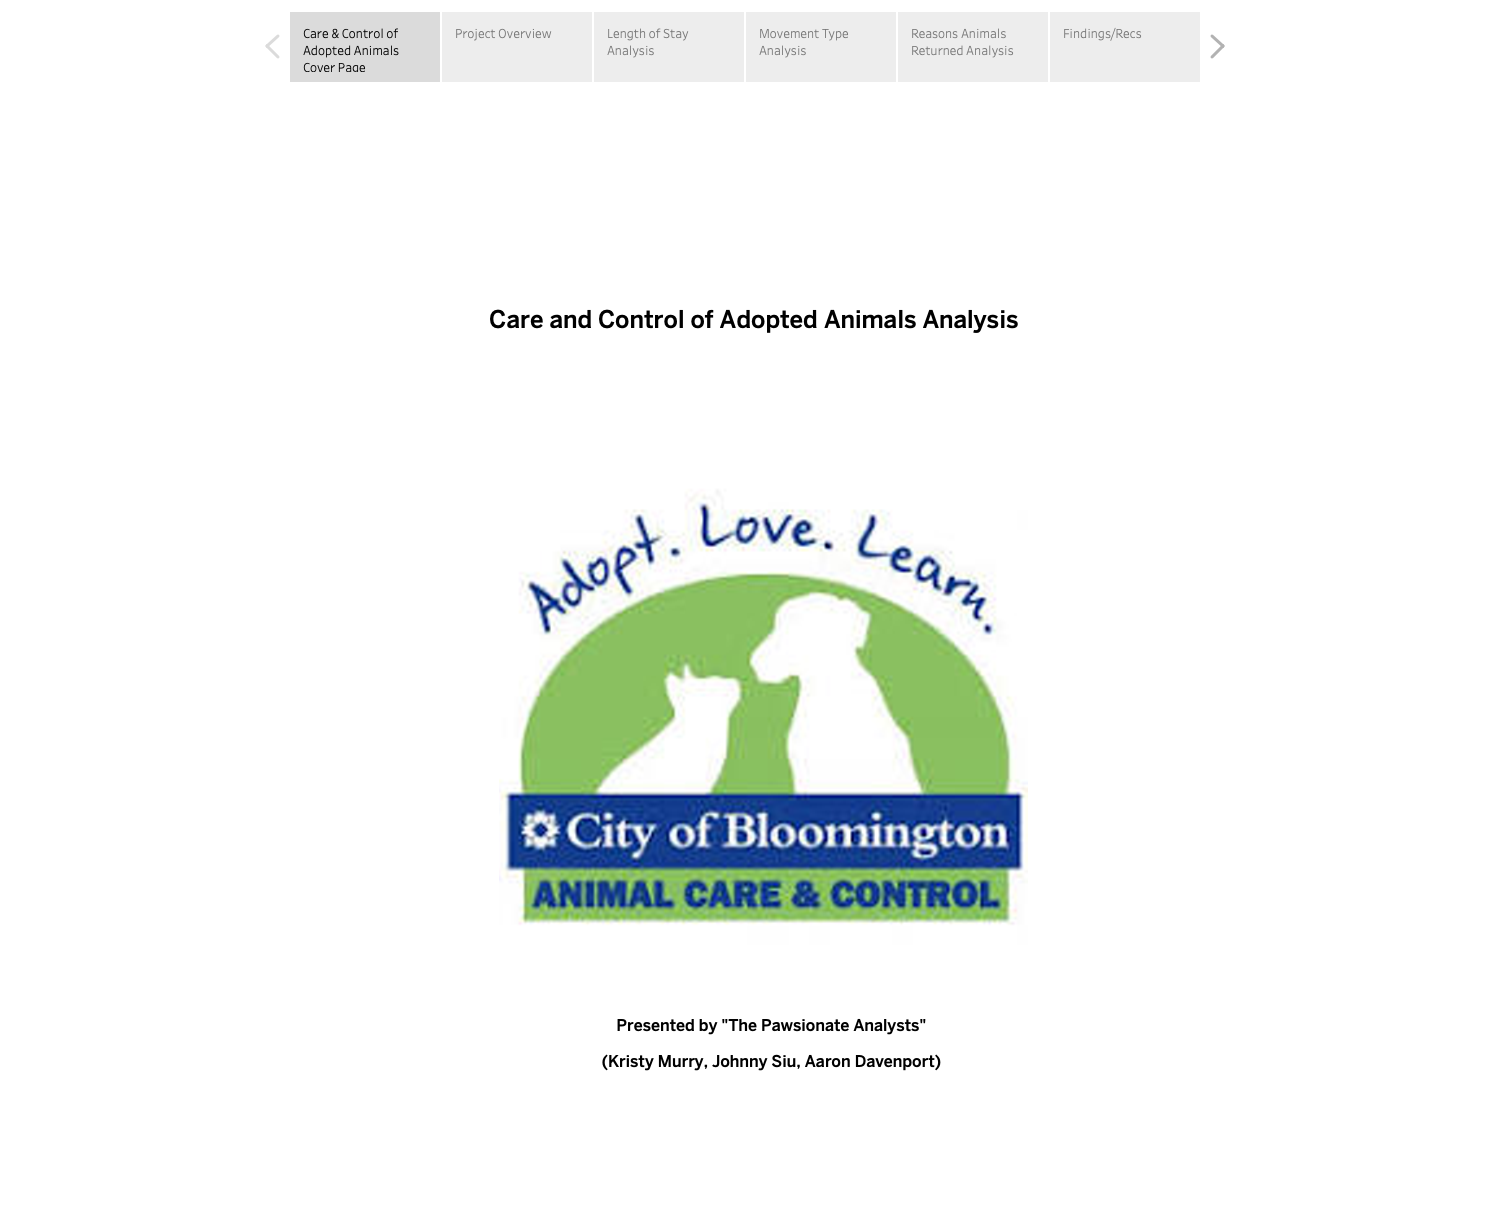 Care & Control of
Adopted Animals
Cover Page
Project Overview
Length of Stay
Analysis
Movement Type
Analysis
Reasons Animals
Returned Analysis
Findings/Recs
Care and Control of Adopted Animals Analysis
Adopt. Love. Learn.
City of Bloomington
ANIMAL CARE & CONTROL
Presented by "The Pawsionate Analysts"
(Kristy Murry, Johnny Siu, Aaron Davenport)